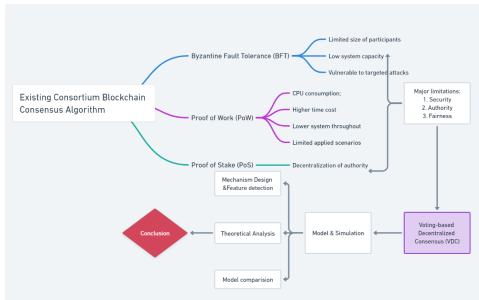 Existing Consortium Blockchain
Consensus Algorithm
Byzantine Fault Tolerance (BFT)
Limited size of participants
Low system capacity
Vulnerable to targeted attacks
Proof of Work (PoW)
CPU consumption;
Higher time cost
Lower system throughout
Limited applied scenarios
Proof of Stake (PoS)
Decentralization of authority
Major limitations:
1. Security
2. Authority
3. Fairness
Voting-based
Decentralized
Consensus (VDC)
Model & Simulation
Mechanism Design
&Feature detection
Theoretical Analysis
Model comparision
Conclusion